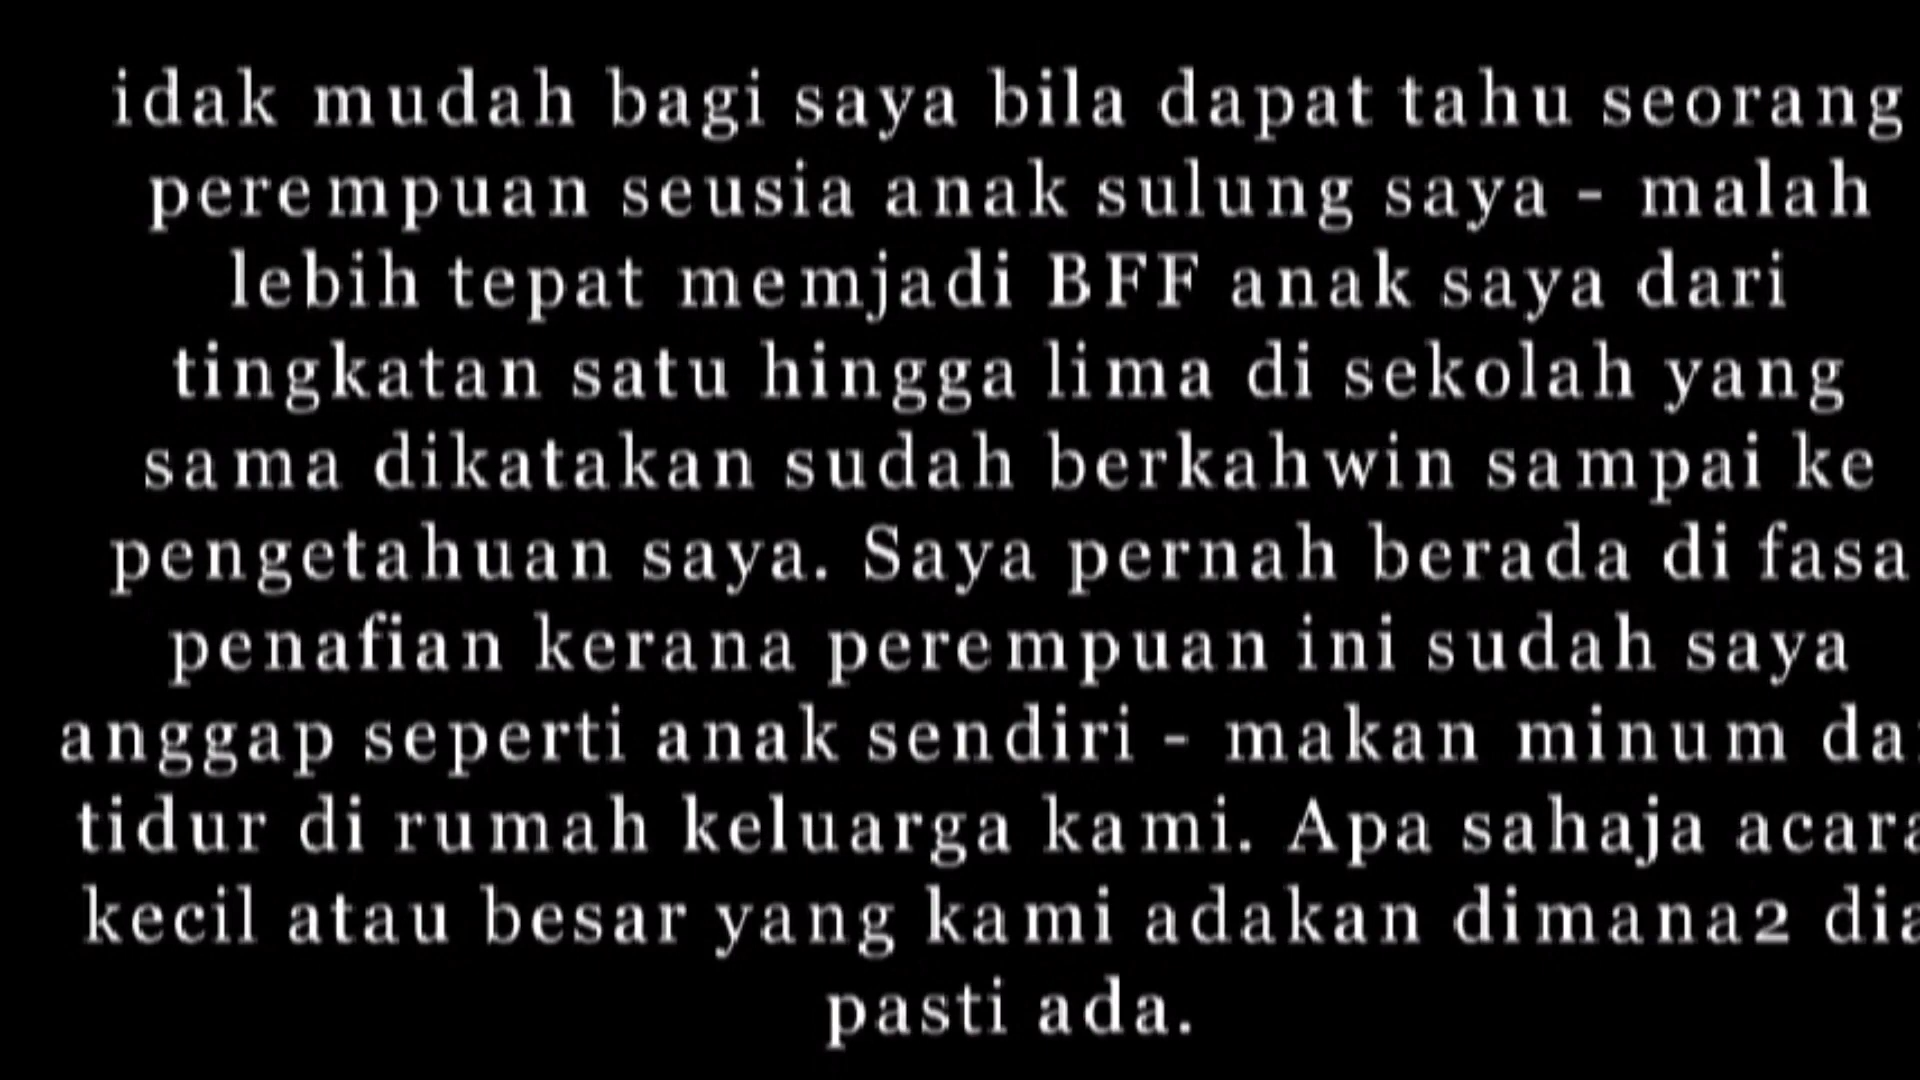 idak mudah bagi saya bila dapat tahu seorang
perempuan seusia anak sulung saya - malah
lebih tepat memjadi BFF anak saya dari
tingkatan satu hingga lima di sekolah yang
sama dikatakan sudah berkahwin sampai ke
pengetahuan saya. Saya pernah berada di fasa
penafian kerana perempuan ini sudah saya
anggap seperti anak sendiri - makan minum da
tidur di rumah keluarga kami. Apa sahaja acara
kecil atau besar yang kami adakan dimana2 dia
pasti ada.